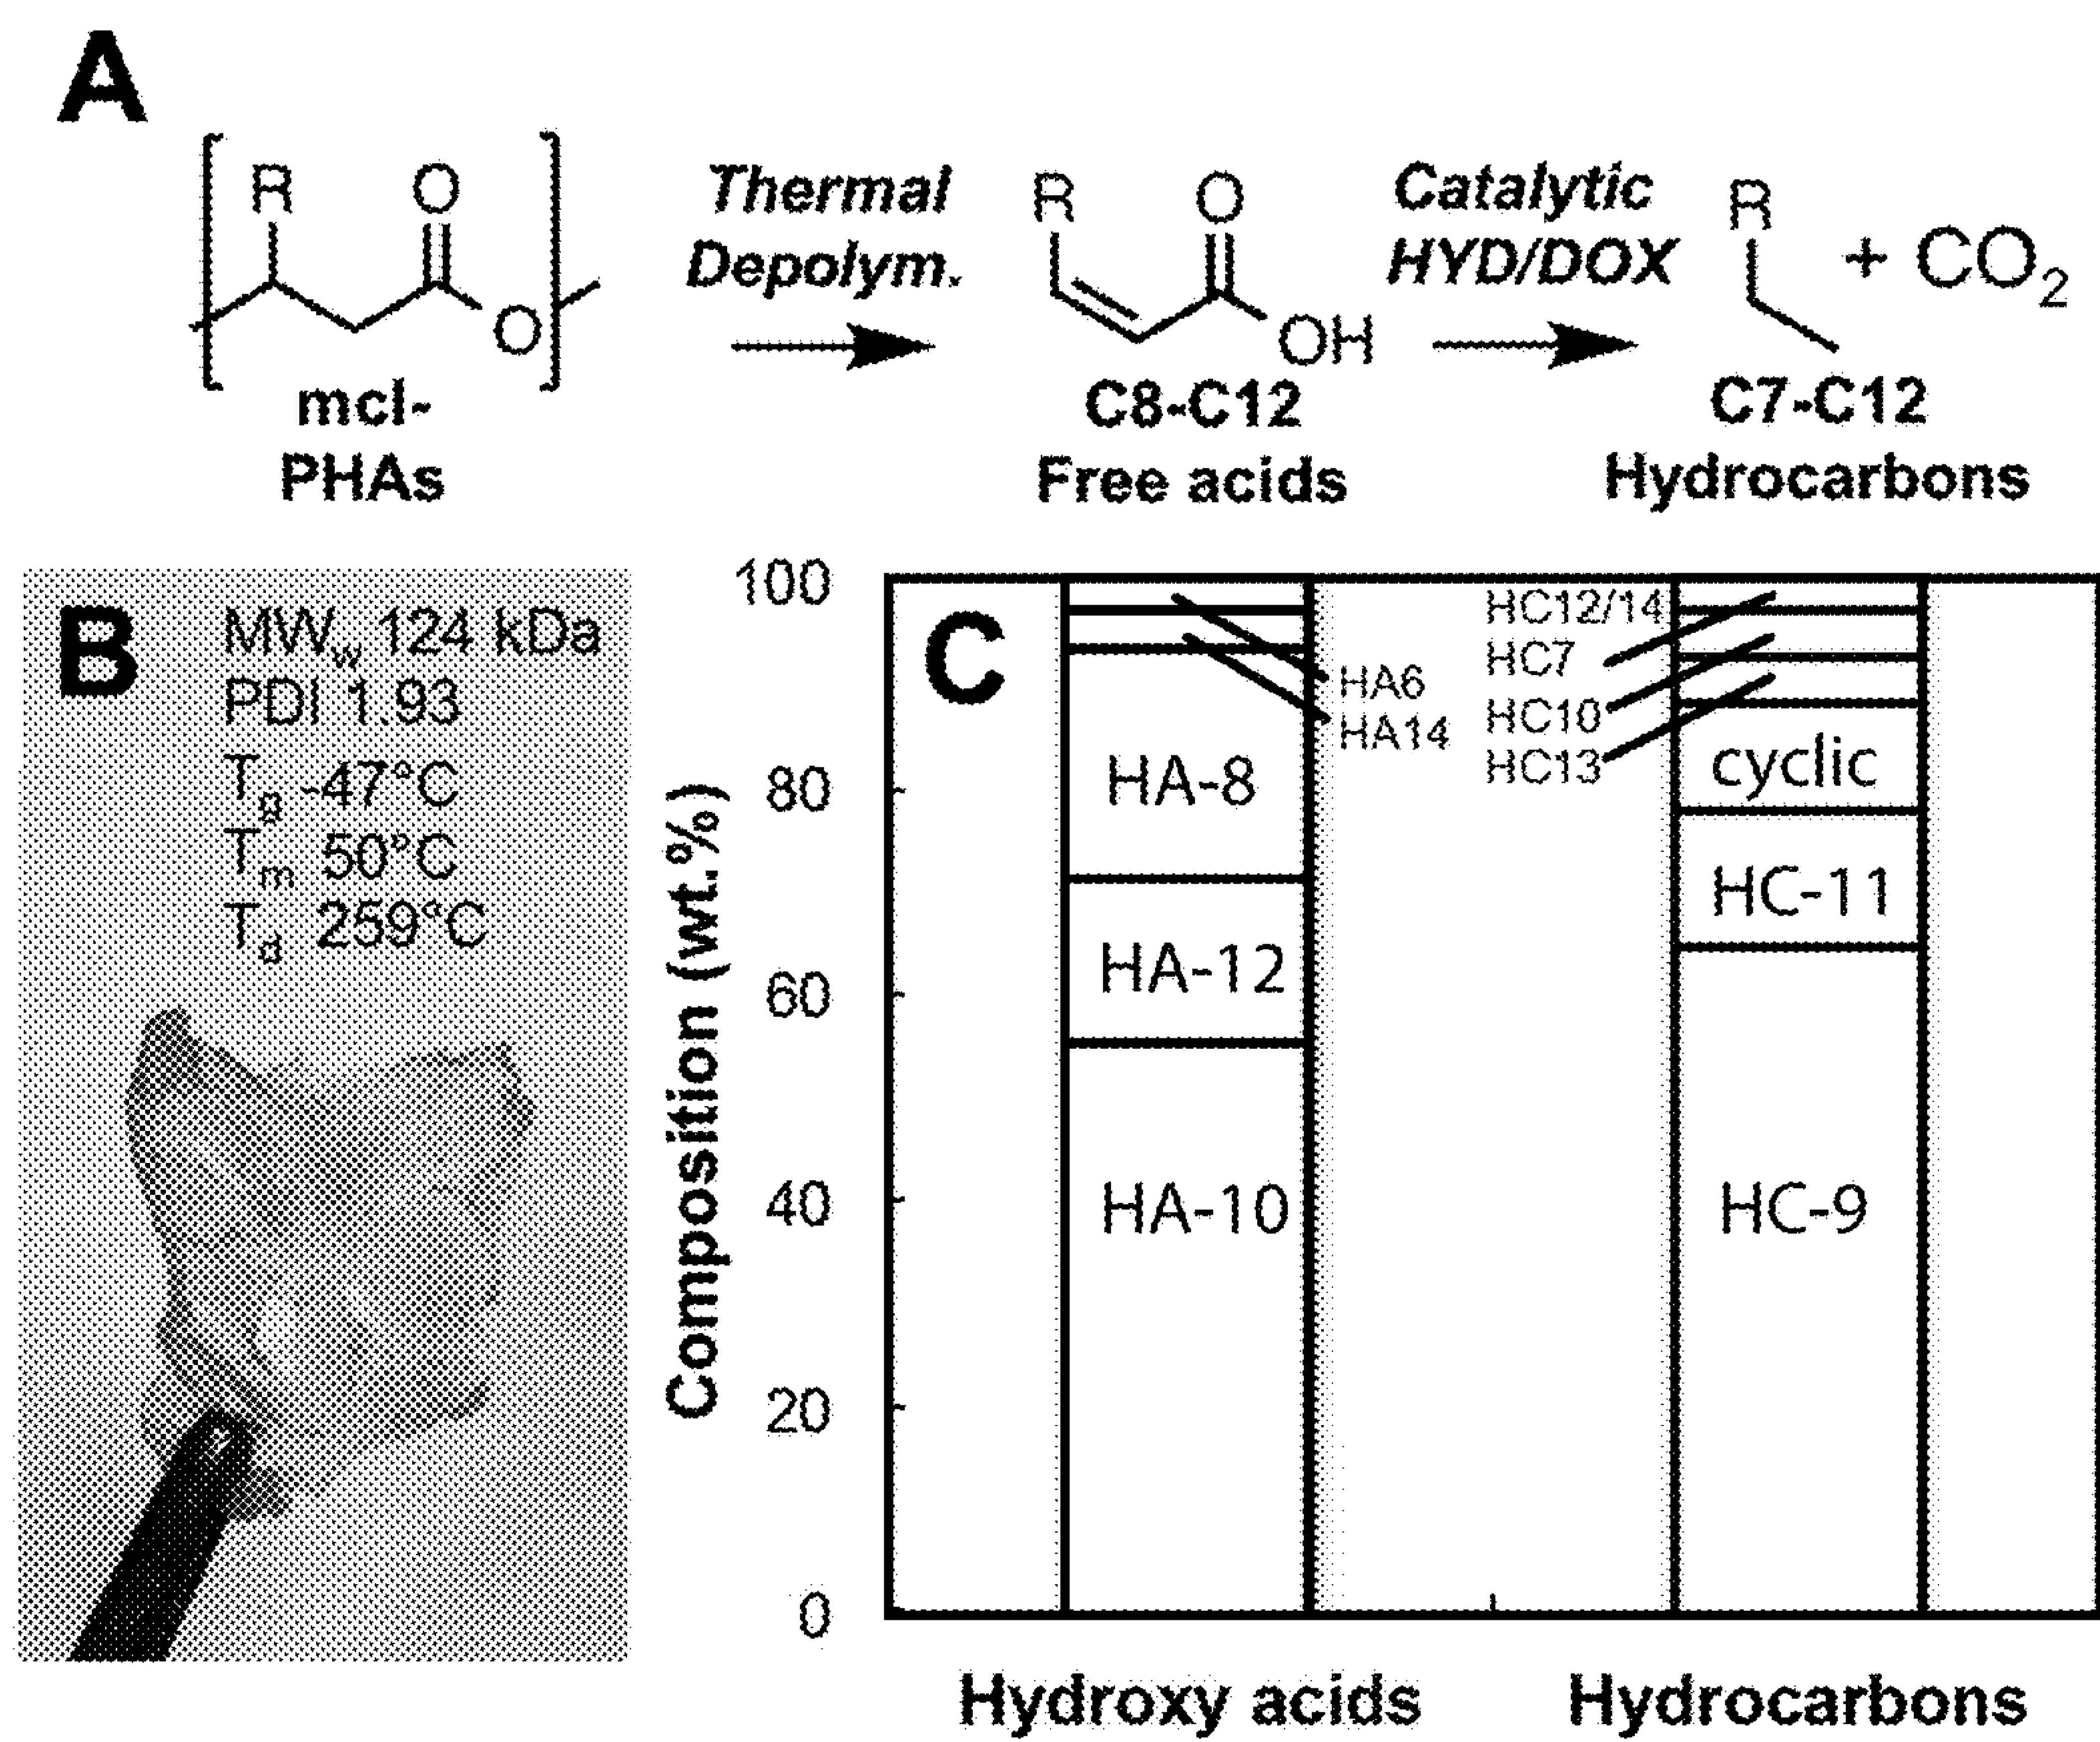 A
R
O
O
mcl-
PHAs
Thermal
Depolym.
R
O
OH
C8-C12
Free acids
Catalytic
HYD/DOX
R
+ CO2
C7-C12
Hydrocarbons
B
MWw 124 kDa
PDI 1.93
Tg -47°C
Tm 50°C
Td 259°C
C
Composition (wt.%)
100
80
60
40
20
0
HA6
HA14
HA-8
HA-12
HA-10
HC12/14
HC7
HC10
HC13
cyclic
HC-11
HC-9
Hydroxy acids
Hydrocarbons